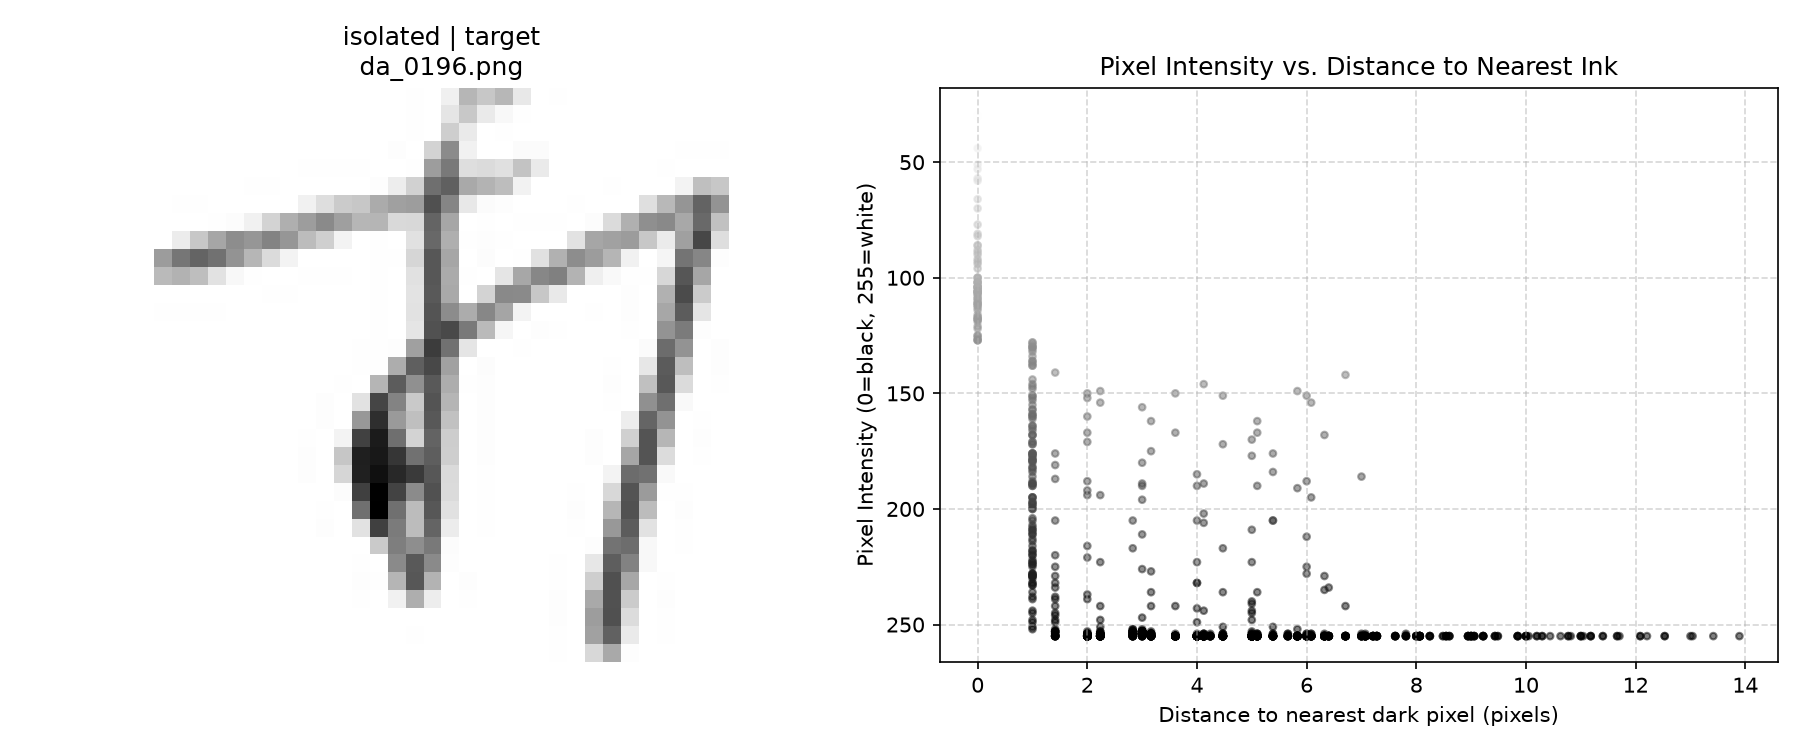 isolated | target
da_0196.png
Pixel Intensity vs. Distance to Nearest Ink
Pixel Intensity (0=black, 255=white)
50
100
150
200
250
0 2 4 6 8 10 12 14
Distance to nearest dark pixel (pixels)